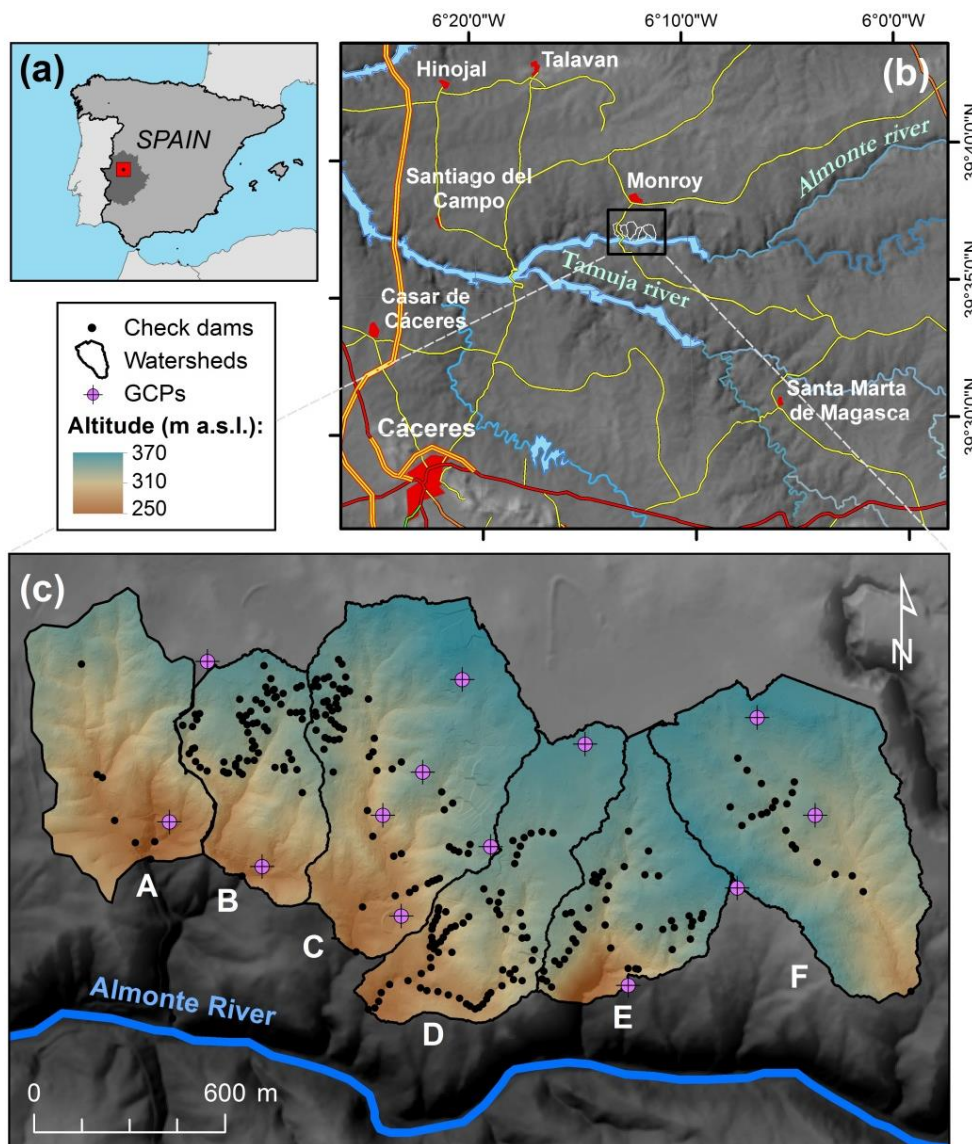 6°20'0"W
6°10'0"W
6°0'0"W
(a)
SPAIN
(b)
Hinojal
Talavan
Almonte river
39°40'0"N
Santiago del
Campo
Monroy
Tamuja river
39°35'0"N
Casar de
Cáceres
Santa Marta
de Magasca
39°30'0"N
Cáceres
Check dams
Watersheds
GCPs
Altitude (m a.s.l.):
370
310
250
(c)
N
A
B
C
D
E
F
Almonte River
0
600 m